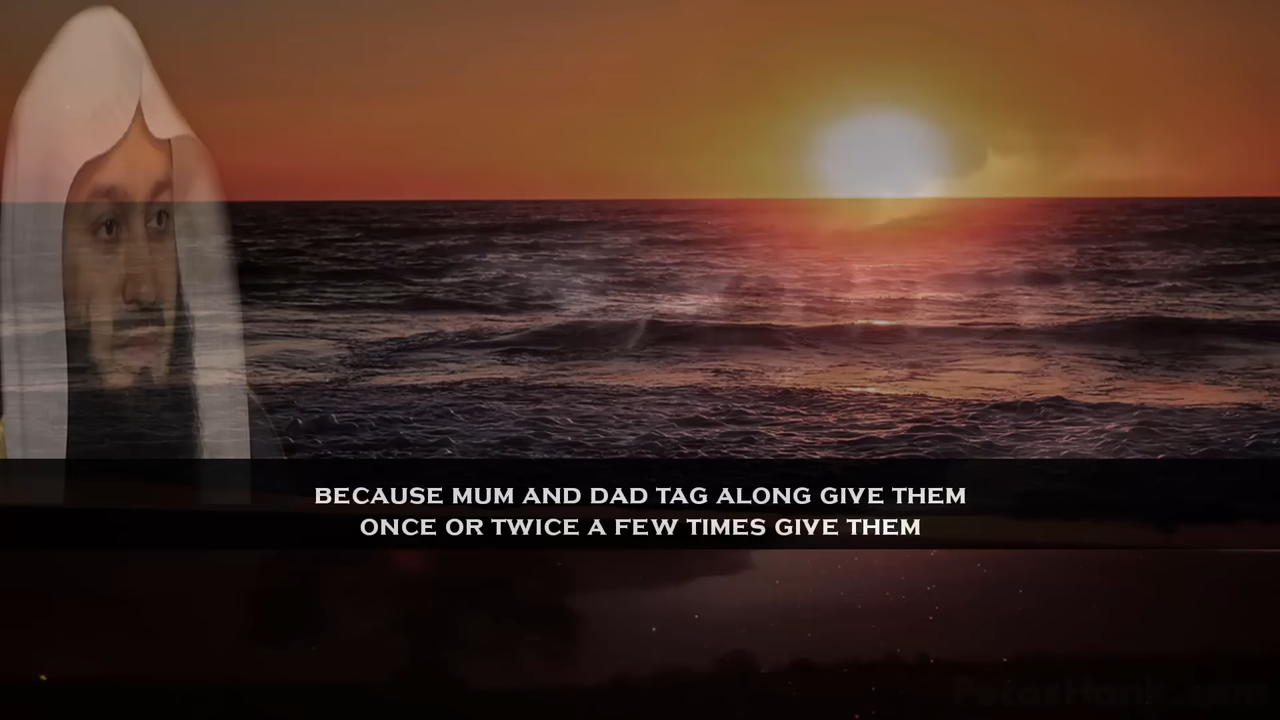 BECAUSE MUM AND DAD TAG ALONG GIVE THEM
ONCE OR TWICE A FEW TIMES GIVE THEM